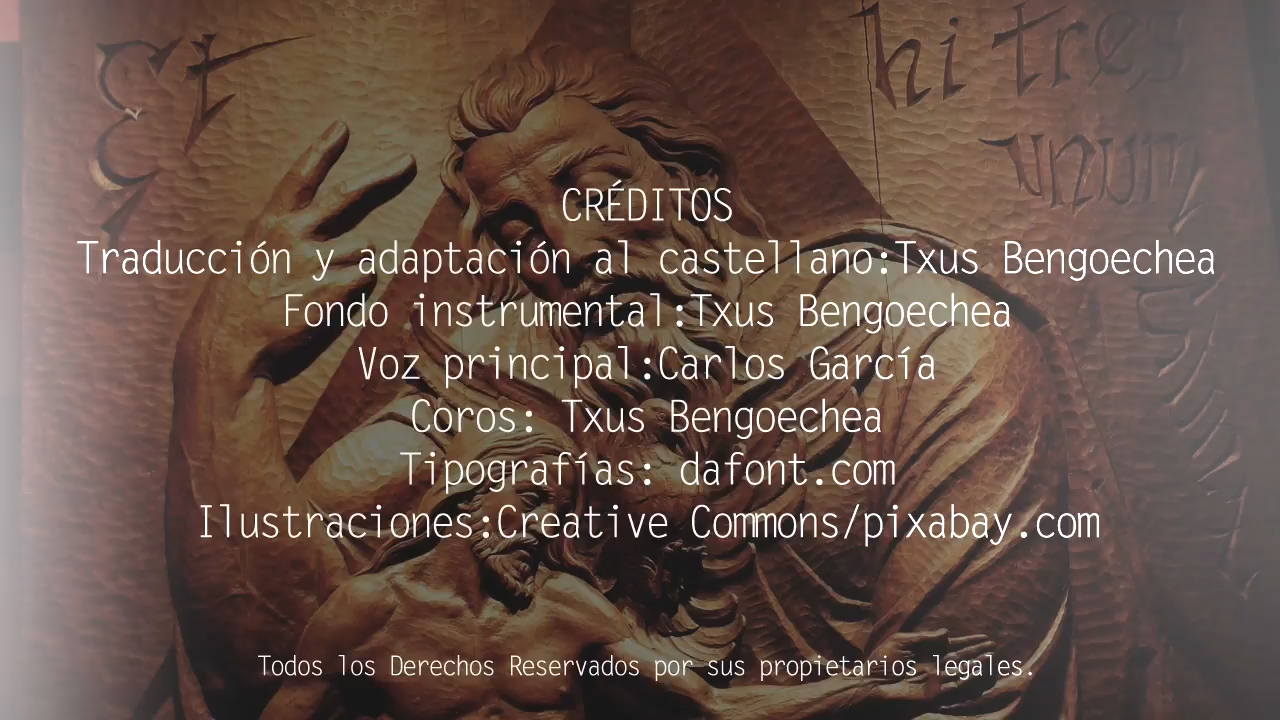 Et
hi tres
unum
CRÉDITOS
Traducción y adaptación al castellano:Txus Bengoechea
Fondo instrumental:Txus Bengoechea
Voz principal:Carlos García
Coros: Txus Bengoechea
Tipografías: dafont.com
Ilustraciones:Creative Commons/pixabay.com
Todos los Derechos Reservados por sus propietarios legales.